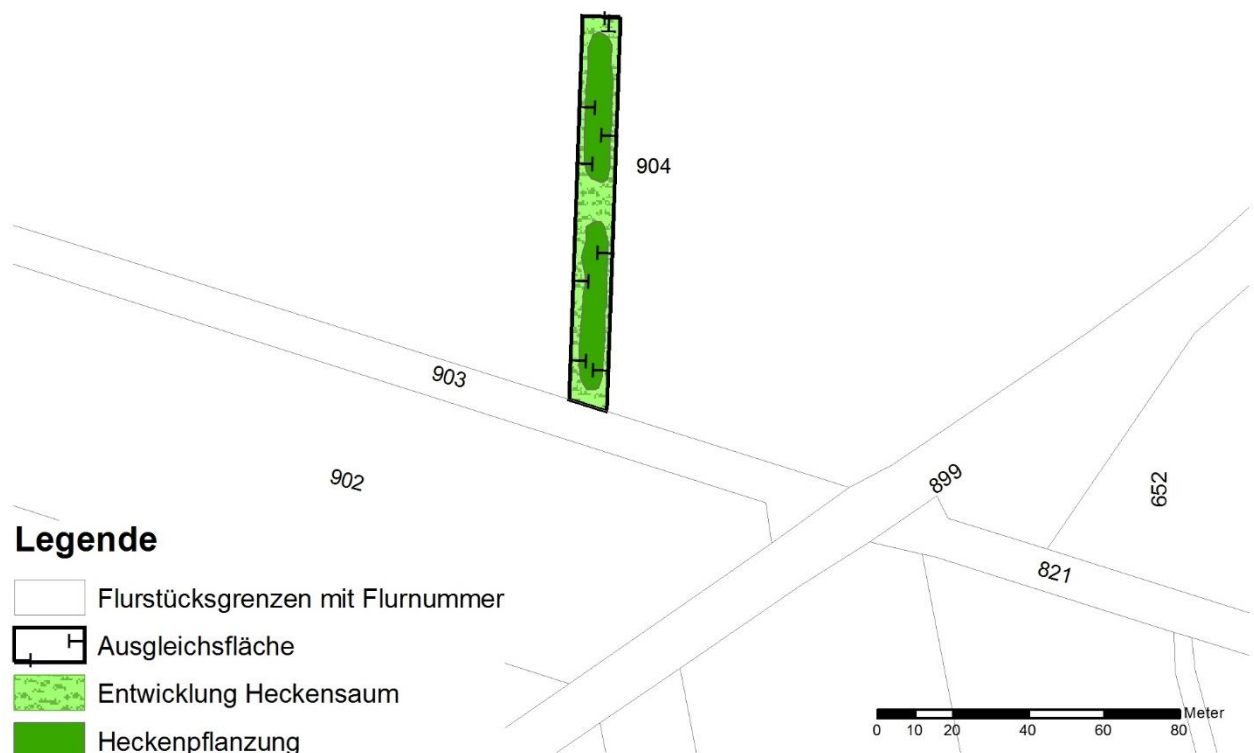 904
903
902
899
652
821
Legende
Flurstücksgrenzen mit Flurnummer
Ausgleichsfläche
Entwicklung Heckensaum
Heckenpflanzung
Meter
0 10 20 40 60 80